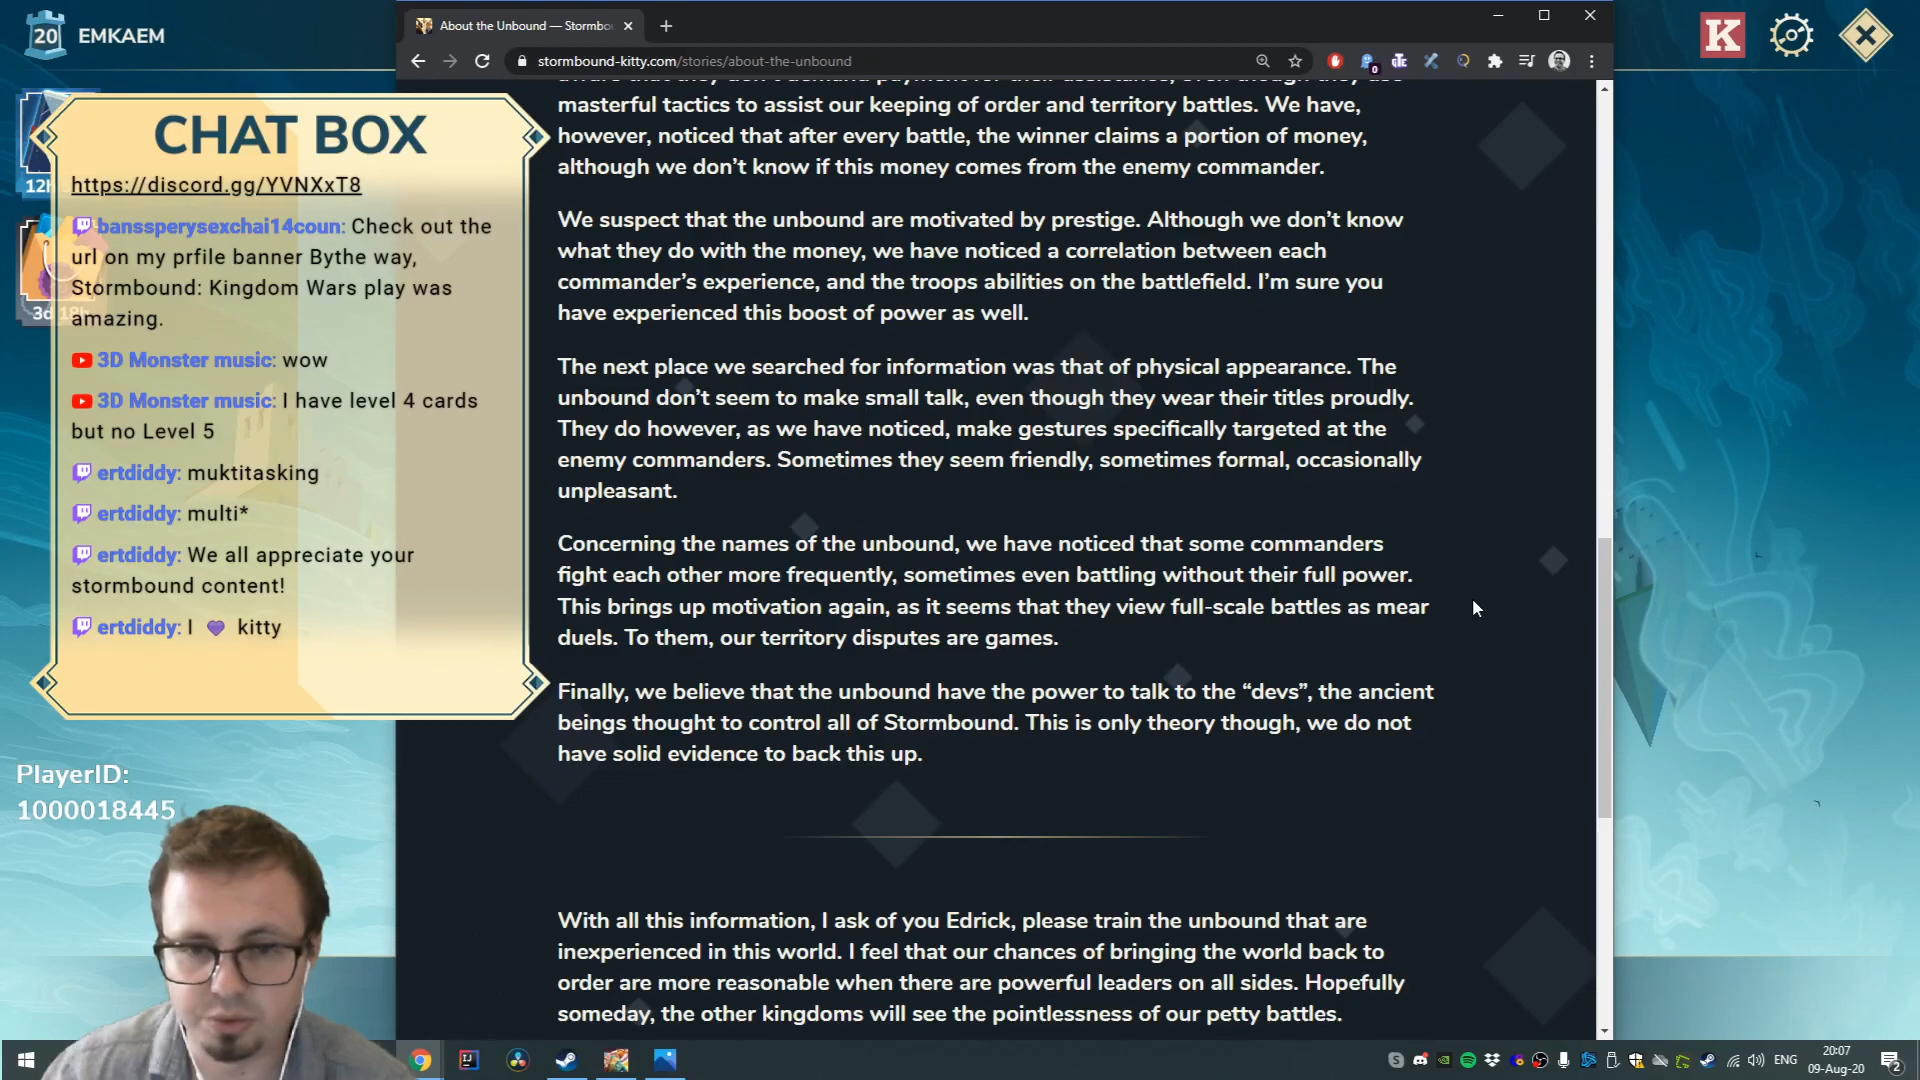 20 EMKAEM
About the Unbound — Stormbo
stormbound-kitty.com/stories/about-the-unbound
K
masterful tactics to assist our keeping of order and territory battles. We have,
however, noticed that after every battle, the winner claims a portion of money,
although we don’t know if this money comes from the enemy commander.
We suspect that the unbound are motivated by prestige. Although we don’t know
what they do with the money, we have noticed a correlation between each
commander’s experience, and the troops abilities on the battlefield. I’m sure you
have experienced this boost of power as well.
The next place we searched for information was that of physical appearance. The
unbound don’t seem to make small talk, even though they wear their titles proudly.
They do however, as we have noticed, make gestures specifically targeted at the
enemy commanders. Sometimes they seem friendly, sometimes formal, occasionally
unpleasant.
Concerning the names of the unbound, we have noticed that some commanders
fight each other more frequently, sometimes even battling without their full power.
This brings up motivation again, as it seems that they view full-scale battles as mear
duels. To them, our territory disputes are games.
Finally, we believe that the unbound have the power to talk to the “devs”, the ancient
beings thought to control all of Stormbound. This is only theory though, we do not
have solid evidence to back this up.
With all this information, I ask of you Edrick, please train the unbound that are
inexperienced in this world. I feel that our chances of bringing the world back to
order are more reasonable when there are powerful leaders on all sides. Hopefully
someday, the other kingdoms will see the pointlessness of our petty battles.
CHAT BOX
https://discord.gg/YVNXxT8
banssperysexchai14coun: Check out the
url on my prfile banner Bythe way,
Stormbound: Kingdom Wars play was
amazing.
3D Monster music: wow
3D Monster music: I have level 4 cards
but no Level 5
ertdiddy: muktitasking
ertdiddy: multi*
ertdiddy: We all appreciate your
stormbound content!
ertdiddy: I 💜 kitty
12h
3d 18h
PlayerID:
1000018445
ENG
20:07
09-Aug-20
2